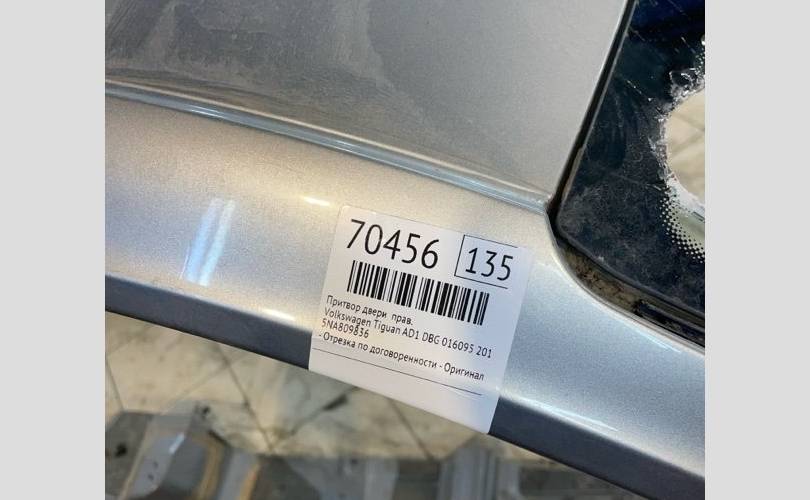 70456 135
Притвор двери прав.
Volkswagen Tiguan AD1 DBG 016095 201
5NA809836
- Отрезка по договоренности - Оригинал